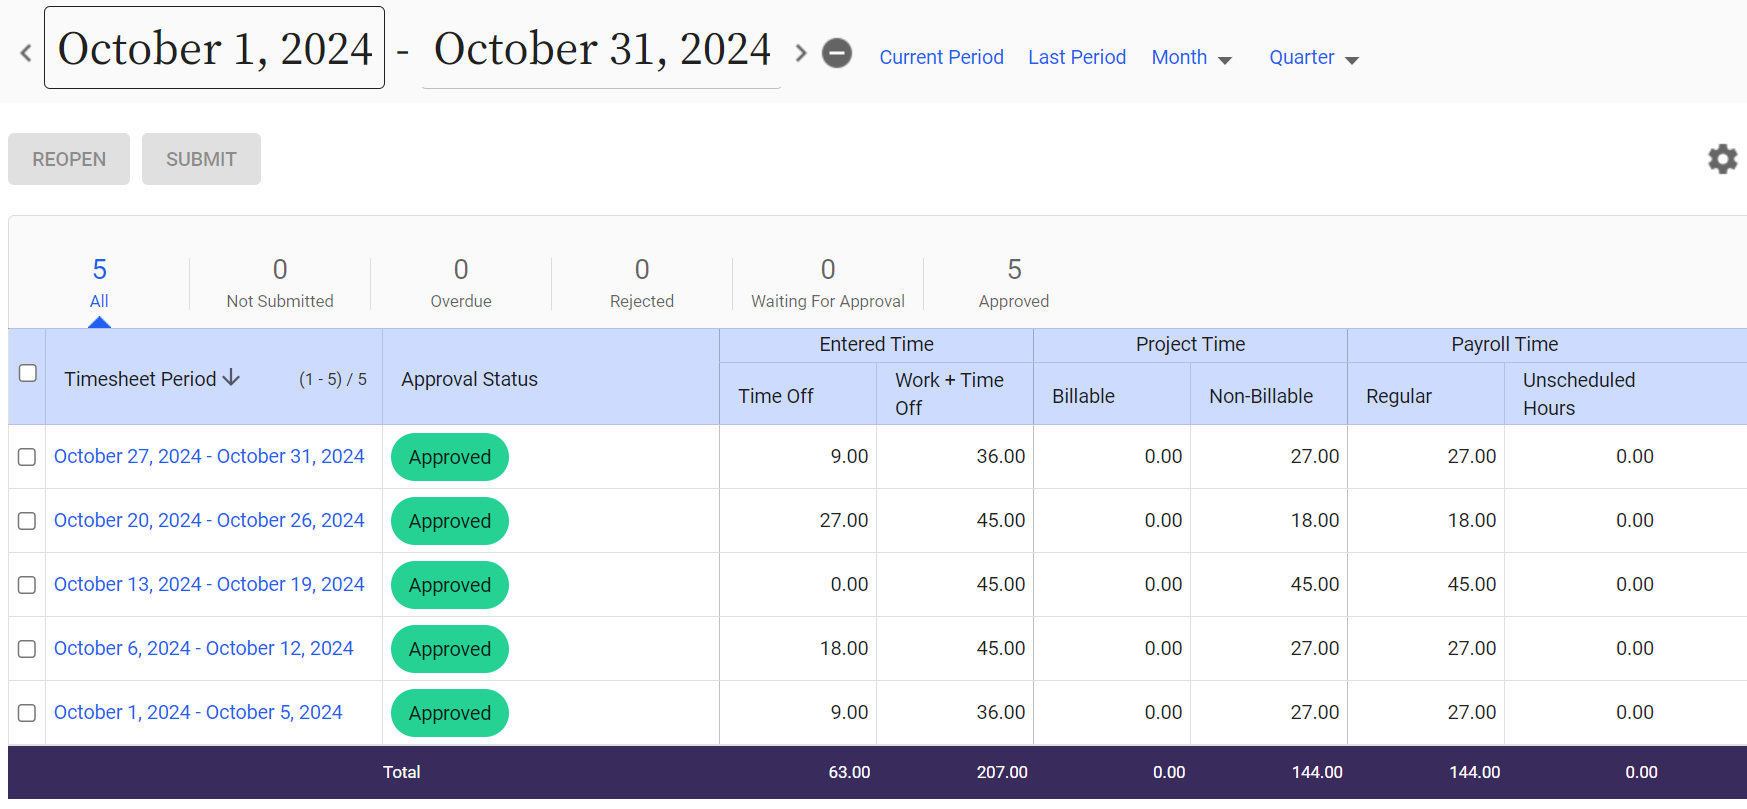 October 1, 2024 - October 31, 2024 Current Period Last Period Month Quarter
REOPEN SUBMIT
5 0 0 0 0 5
All Not Submitted Overdue Rejected Waiting For Approval Approved
Entered Time Project Time Payroll Time
Timesheet Period (1 - 5) / 5 Approval Status Time Off Work + Time Off Billable Non-Billable Regular Unscheduled Hours
October 27, 2024 - October 31, 2024 Approved 9.00 36.00 0.00 27.00 27.00 0.00
October 20, 2024 - October 26, 2024 Approved 27.00 45.00 0.00 18.00 18.00 0.00
October 13, 2024 - October 19, 2024 Approved 0.00 45.00 0.00 45.00 45.00 0.00
October 6, 2024 - October 12, 2024 Approved 18.00 45.00 0.00 27.00 27.00 0.00
October 1, 2024 - October 5, 2024 Approved 9.00 36.00 0.00 27.00 27.00 0.00
Total 63.00 207.00 0.00 144.00 144.00 0.00